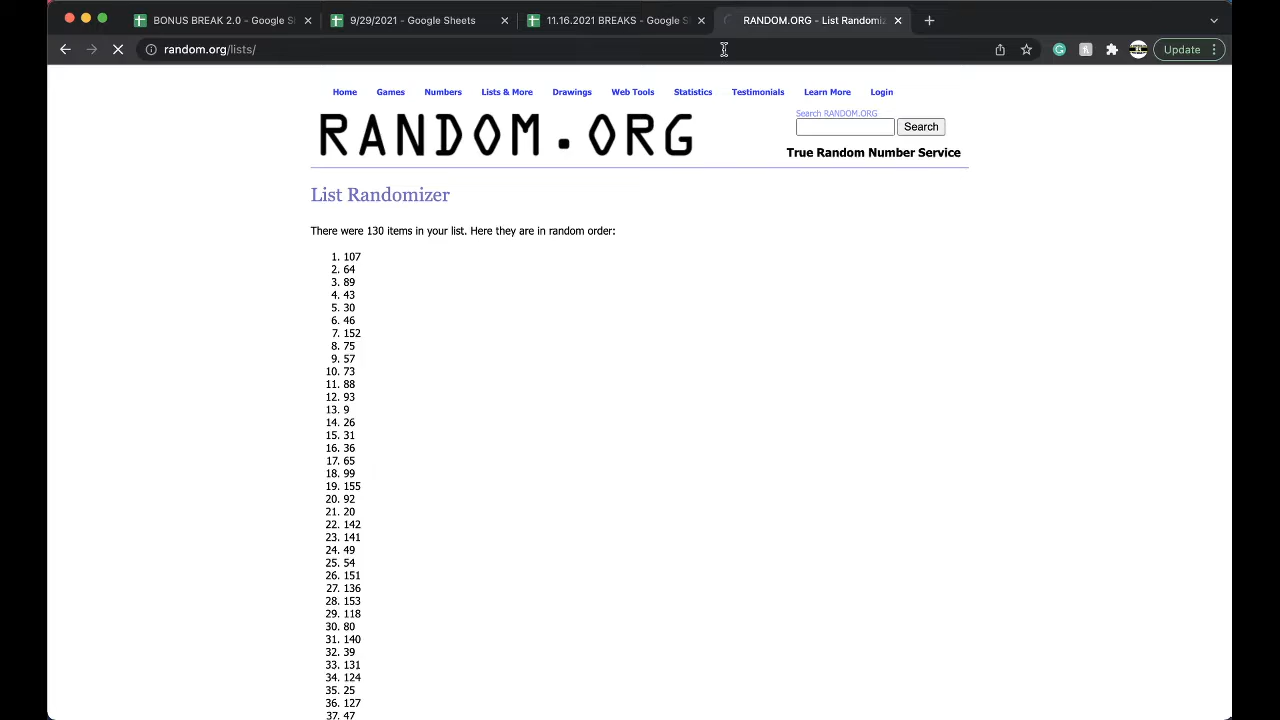 BONUS BREAK 2.0 - Google S
9/29/2021 - Google Sheets
11.16.2021 BREAKS - Google S
RANDOM.ORG - List Randomiz
random.org/lists/
Update
Home Games Numbers Lists & More Drawings Web Tools Statistics Testimonials Learn More Login
RANDOM.ORG
Search RANDOM.ORG
Search
True Random Number Service
List Randomizer
There were 130 items in your list. Here they are in random order:
1. 107
2. 64
3. 89
4. 43
5. 30
6. 46
7. 152
8. 75
9. 57
10. 73
11. 88
12. 93
13. 9
14. 26
15. 31
16. 36
17. 65
18. 99
19. 155
20. 92
21. 20
22. 142
23. 141
24. 49
25. 54
26. 151
27. 136
28. 153
29. 118
30. 80
31. 140
32. 39
33. 131
34. 124
35. 25
36. 127
37. 47